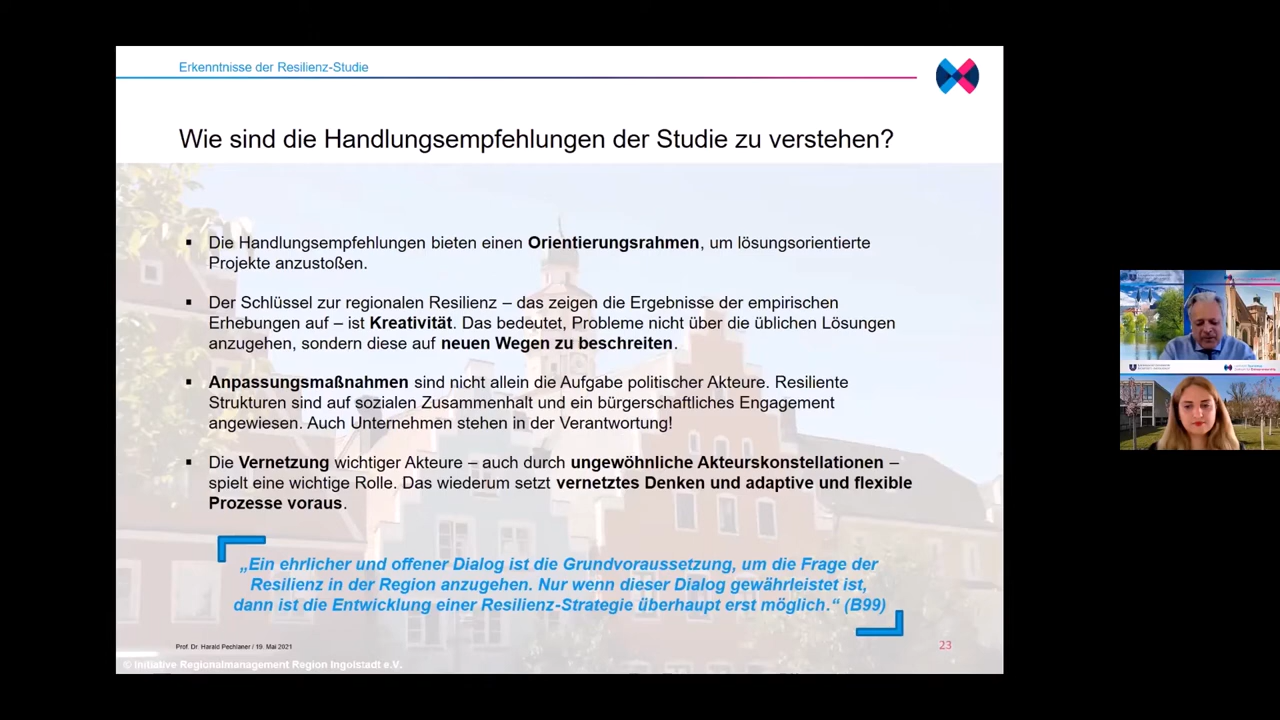 Erkenntnisse der Resilienz-Studie
Wie sind die Handlungsempfehlungen der Studie zu verstehen?
▪ Die Handlungsempfehlungen bieten einen Orientierungsrahmen, um lösungsorientierte
Projekte anzustoßen.
▪ Der Schlüssel zur regionalen Resilienz – das zeigen die Ergebnisse der empirischen
Erhebungen auf – ist Kreativität. Das bedeutet, Probleme nicht über die üblichen Lösungen
anzugehen, sondern diese auf neuen Wegen zu beschreiten.
▪ Anpassungsmaßnahmen sind nicht allein die Aufgabe politischer Akteure. Resiliente
Strukturen sind auf sozialen Zusammenhalt und ein bürgerschaftliches Engagement
angewiesen. Auch Unternehmen stehen in der Verantwortung!
▪ Die Vernetzung wichtiger Akteure – auch durch ungewöhnliche Akteurskonstellationen –
spielt eine wichtige Rolle. Das wiederum setzt vernetztes Denken und adaptive und flexible
Prozesse voraus.
„Ein ehrlicher und offener Dialog ist die Grundvoraussetzung, um die Frage der
Resilienz in der Region anzugehen. Nur wenn dieser Dialog gewährleistet ist,
dann ist die Entwicklung einer Resilienz-Strategie überhaupt erst möglich.“ (B99)
Prof. Dr. Harald Pechlaner / 19. Mai 2021
23
© Initiative Regionalmanagement Region Ingolstadt e.V.